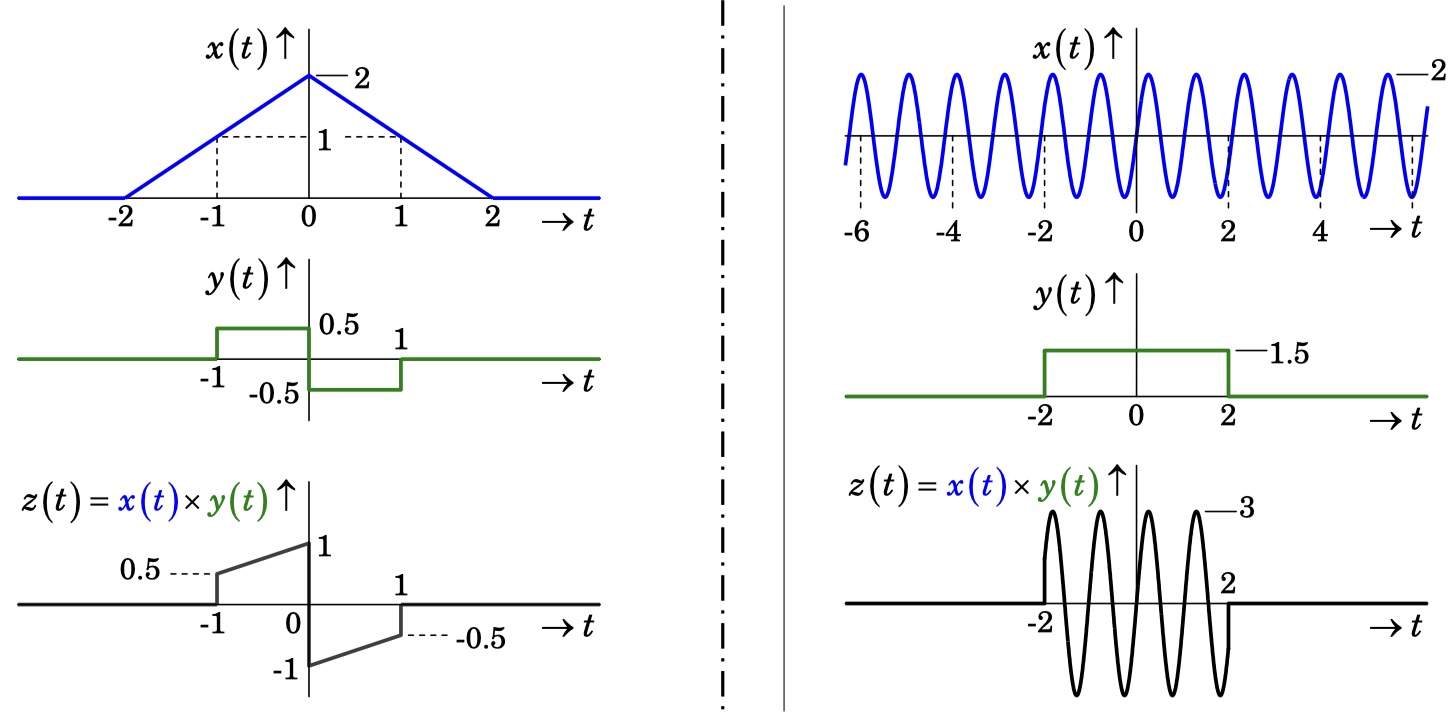 x(t) ↑
2
1
-2 -1 0 1 2 → t
y(t) ↑
0.5
1
-1
-0.5
→ t
z(t) = x(t) × y(t) ↑
1
0.5
1
-1
0
→ t
-0.5
-1
x(t) ↑
2
-6 -4 -2 0 2 4 → t
y(t) ↑
1.5
-2 0 2 → t
z(t) = x(t) × y(t) ↑
3
2
-2
→ t